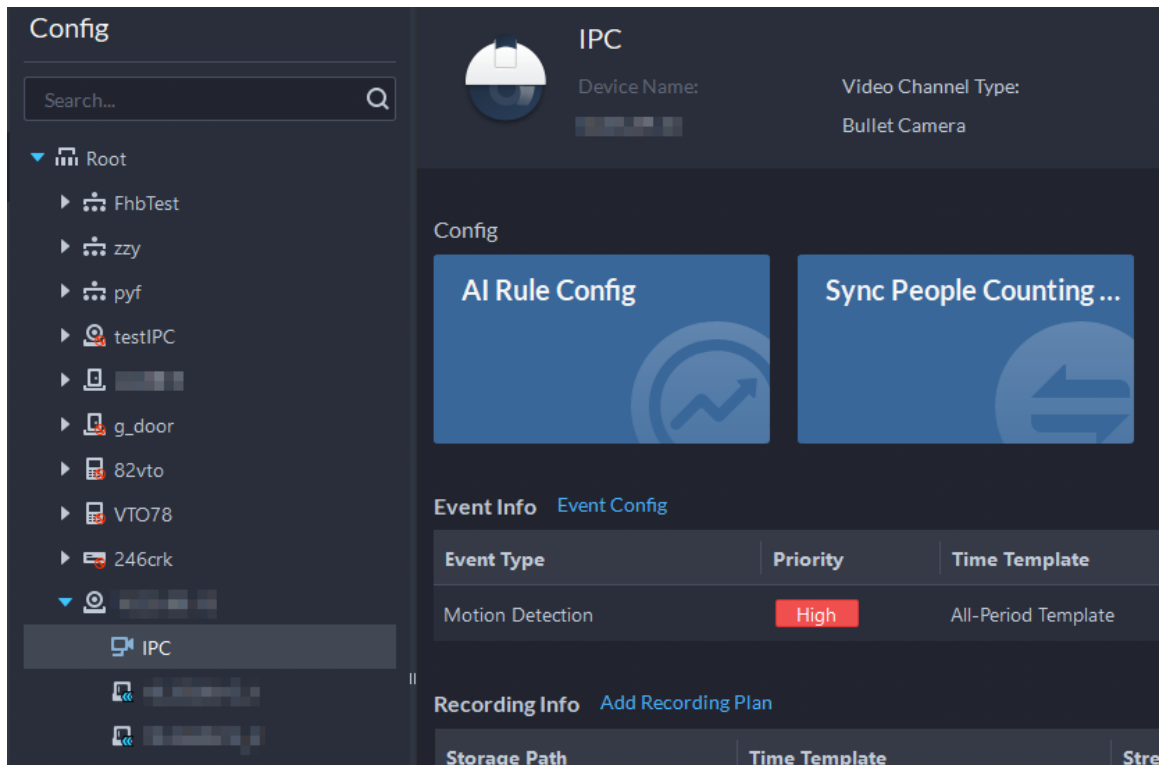 Config
Search...
Root
FhbTest
zzy
pyf
testIPC
g_door
82vto
VTO78
246crk
IPC
IPC
Device Name:
Video Channel Type:
Bullet Camera
Config
AI Rule Config
Sync People Counting ...
Event Info Event Config
Event Type Priority Time Template
Motion Detection High All-Period Template
Recording Info Add Recording Plan
Storage Path Time Template Stre